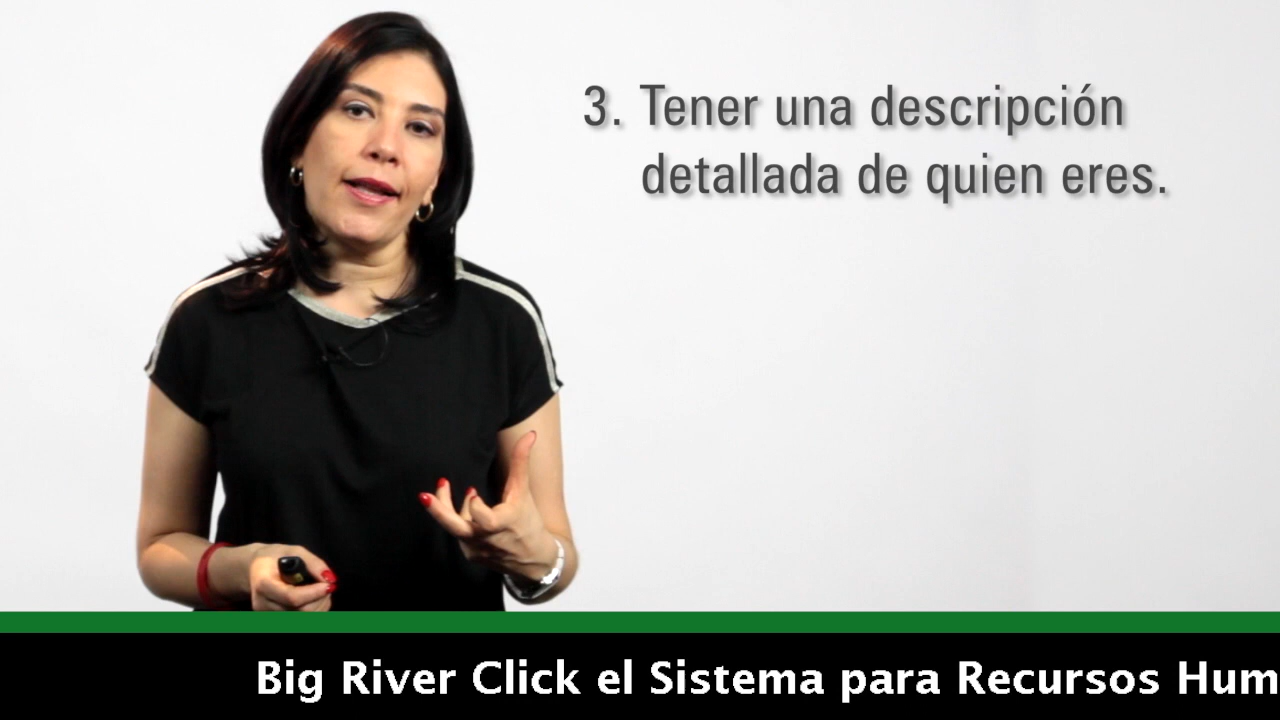 3. Tener una descripción
detallada de quien eres.
Big River Click el Sistema para Recursos Hum